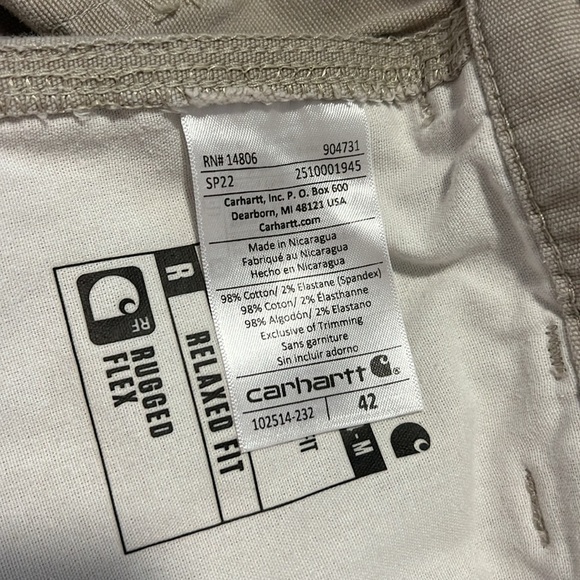 RN# 14806 904731
SP22 2510001945
Carhartt, Inc. P. O. Box 600
Dearborn, MI 48121 USA
Carhartt.com
Made in Nicaragua
Fabriqué au Nicaragua
Hecho en Nicaragua
98% Cotton/ 2% Elastane (Spandex)
98% Coton/ 2% Élasthanne
98% Algodón/ 2% Elastano
Exclusive of Trimming
Sans garniture
Sin incluir adorno
carhartt ®
102514-232 42
RF
RUGGED
FLEX
R
RELAXED FIT